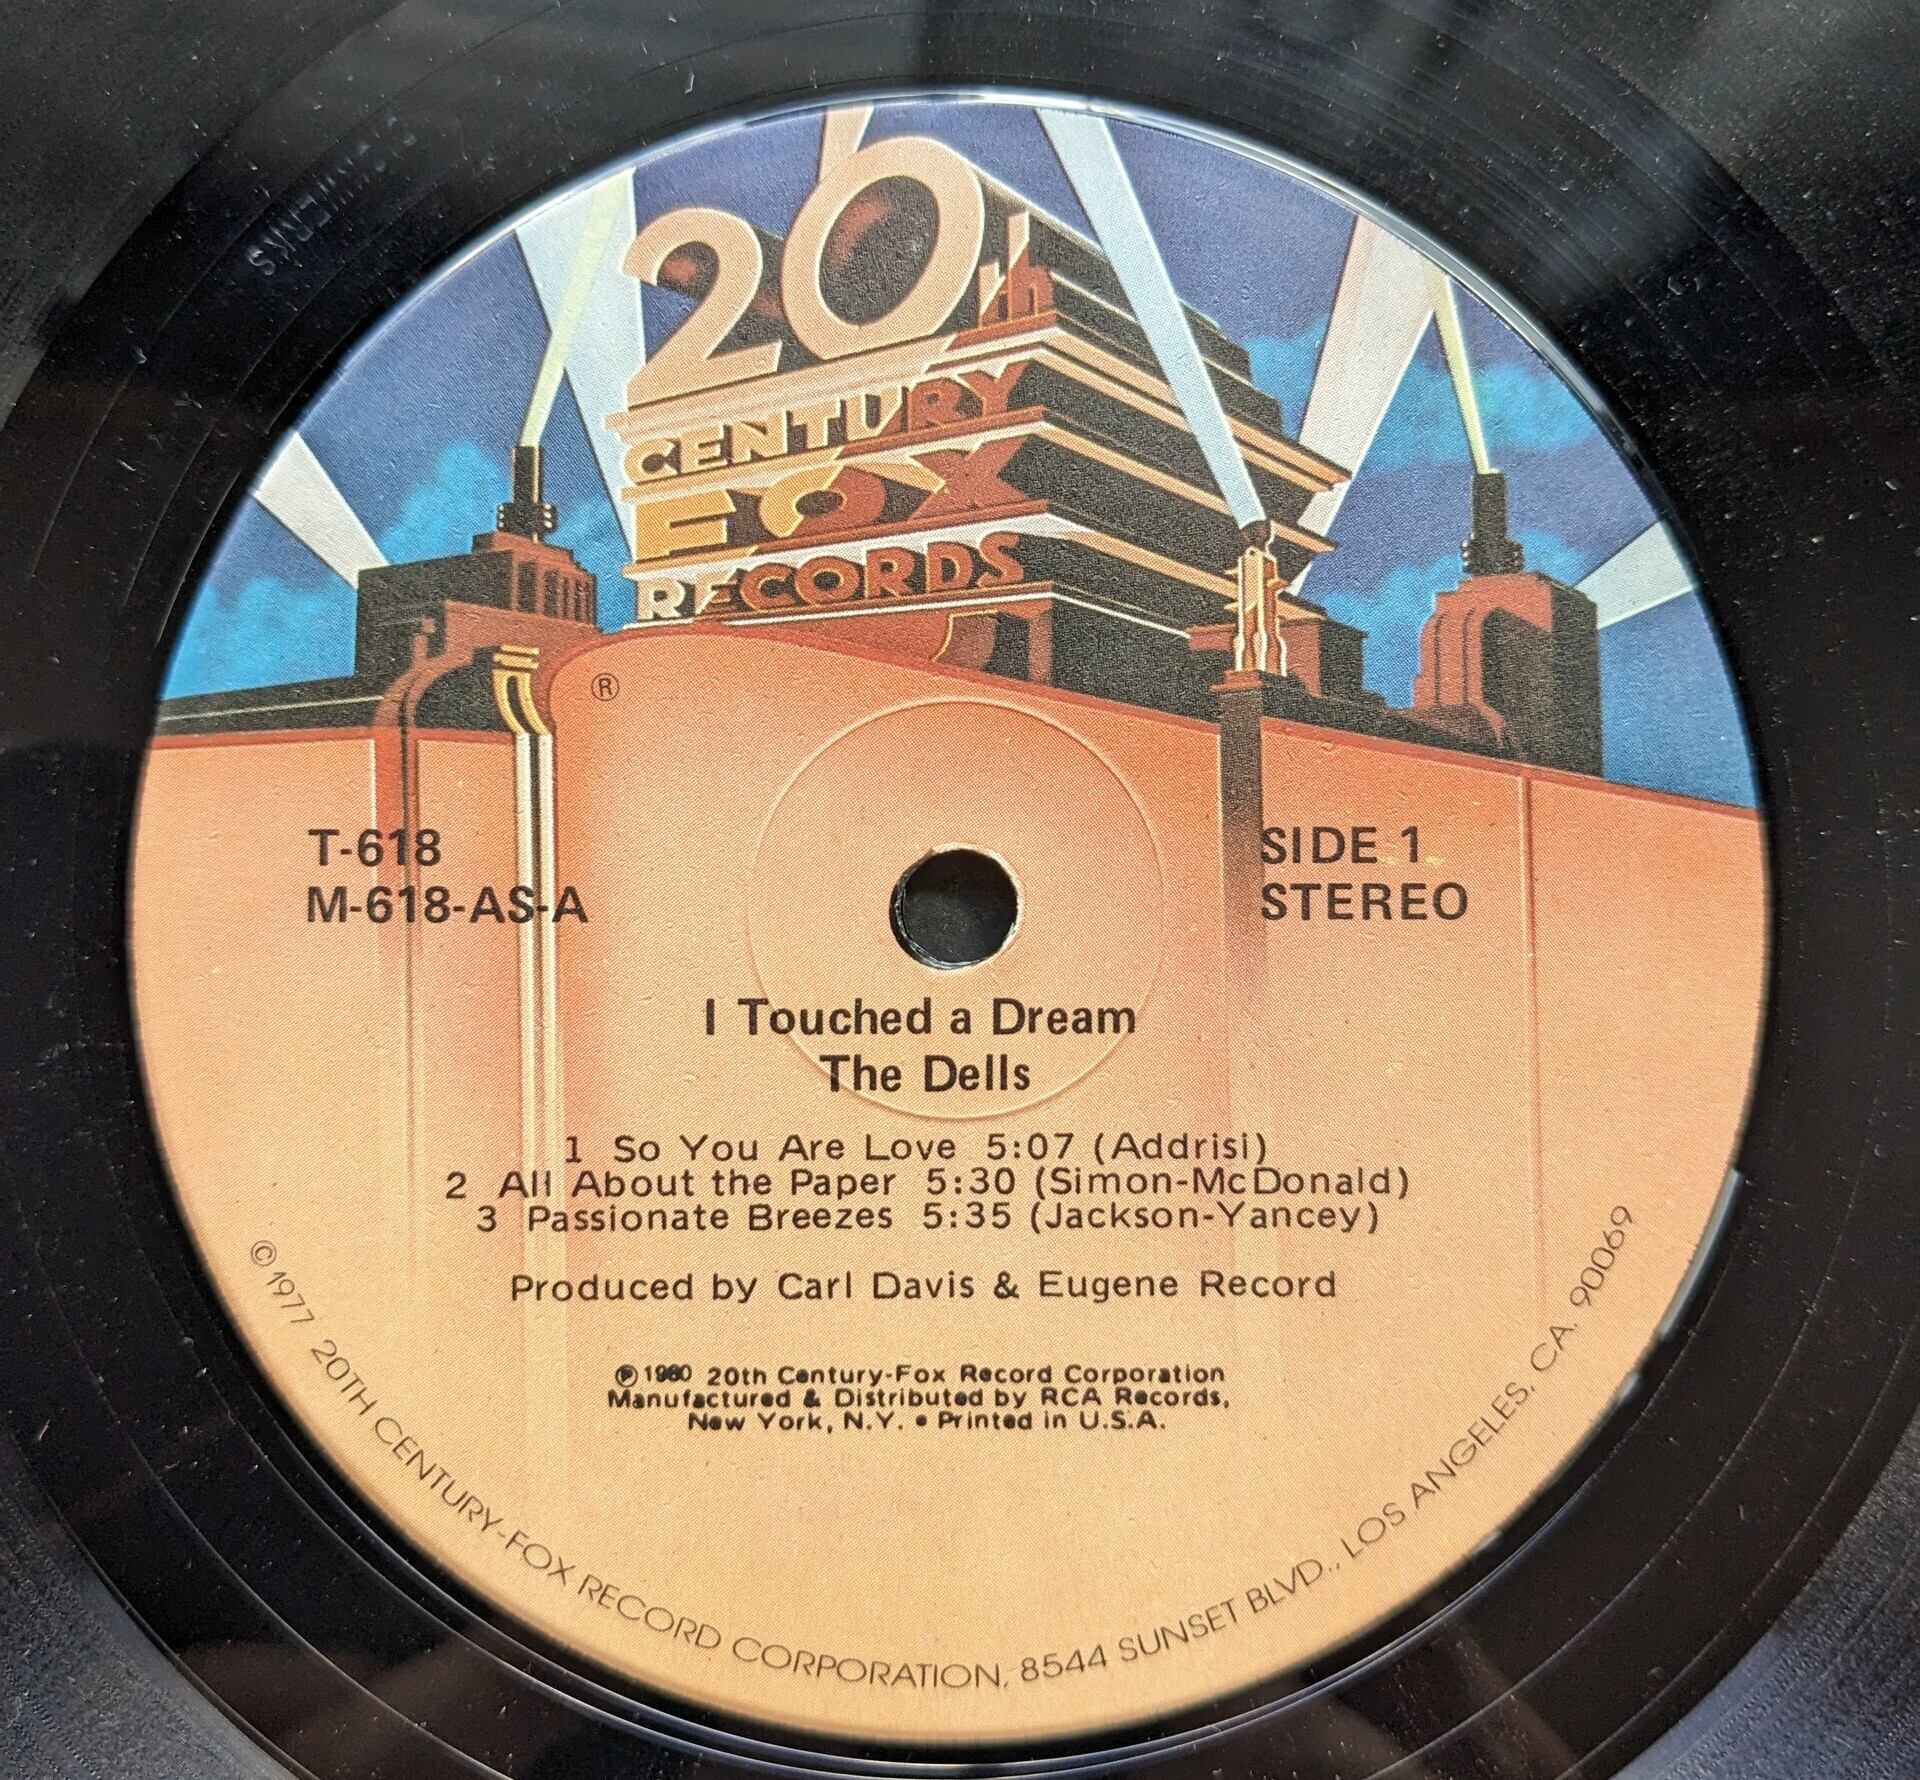 20th
CENTURY
FOX
RECORDS
®
T-618
M-618-AS-A
SIDE 1
STEREO
I Touched a Dream
The Dells
1 So You Are Love 5:07 (Addrisi)
2 All About the Paper 5:30 (Simon-McDonald)
3 Passionate Breezes 5:35 (Jackson-Yancey)
Produced by Carl Davis & Eugene Record
℗ 1980 20th Century-Fox Record Corporation
Manufactured & Distributed by RCA Records,
New York, N.Y. • Printed in U.S.A.
© 1977 20TH CENTURY-FOX RECORD CORPORATION, 8544 SUNSET BLVD., LOS ANGELES, CA. 90069